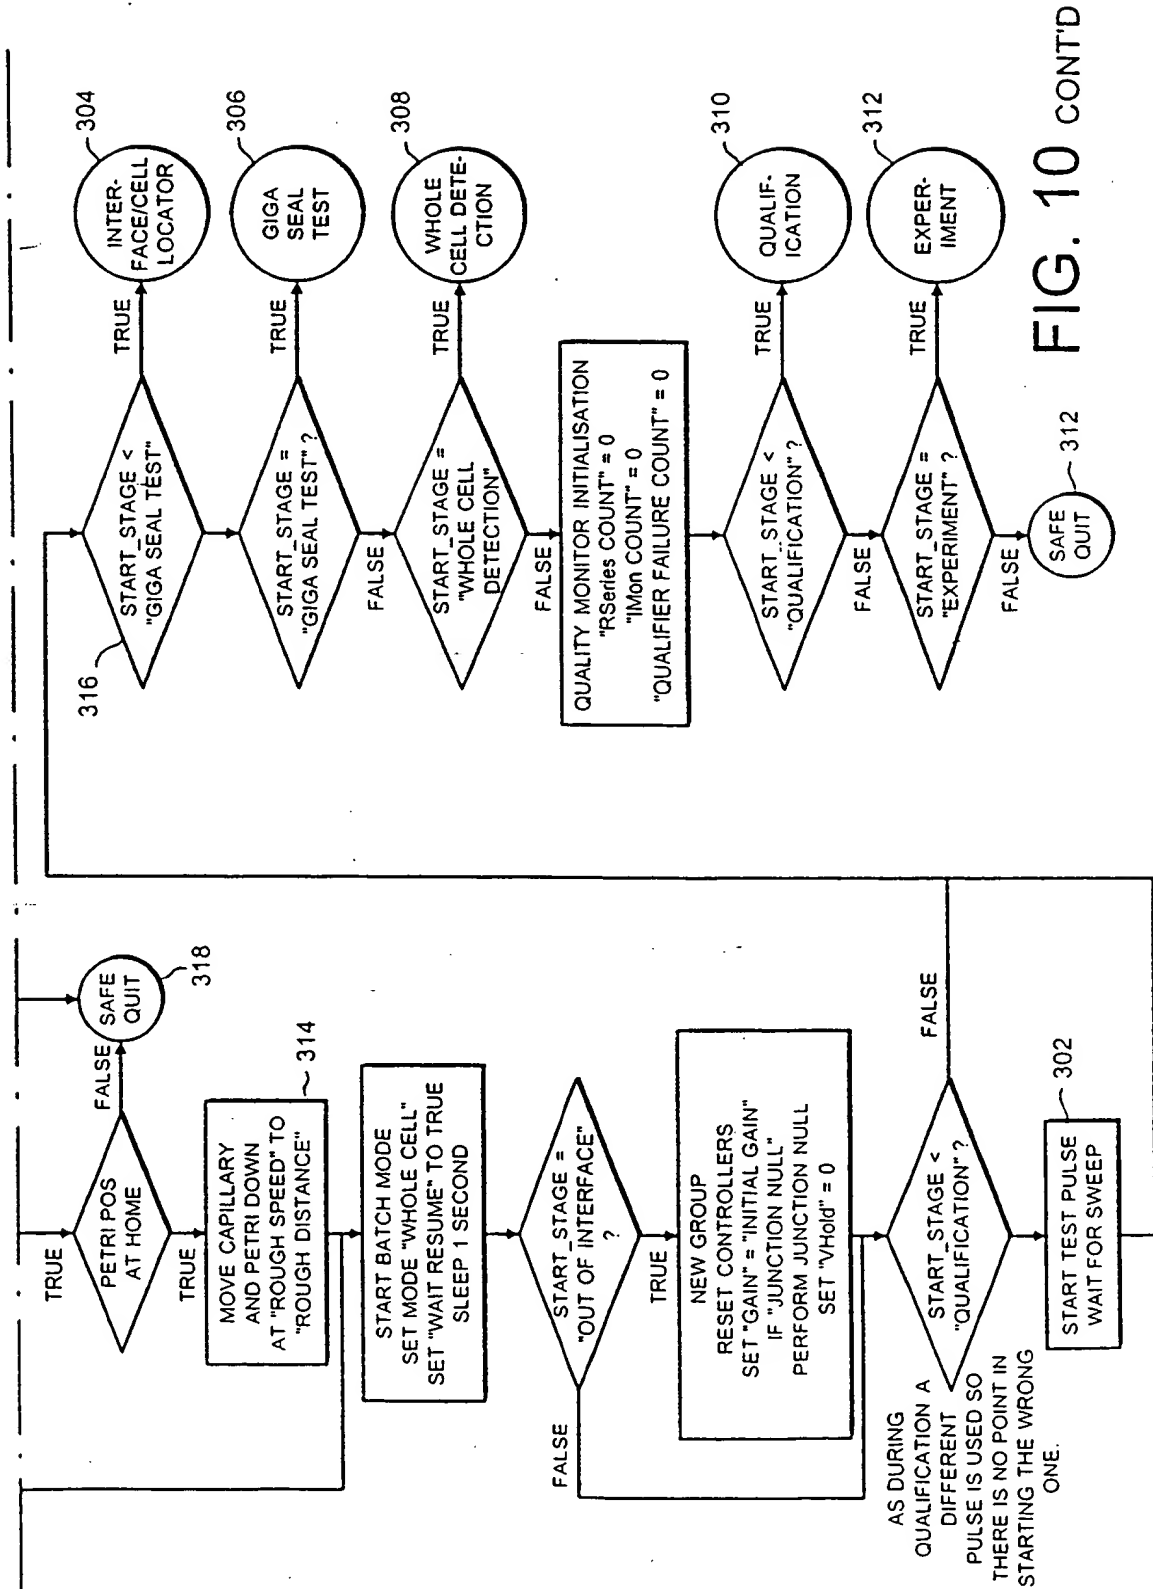 TRUE
PETRI POS
AT HOME
FALSE
SAFE
QUIT
318
TRUE
MOVE CAPILLARY
AND PETRI DOWN
AT "ROUGH SPEED" TO
"ROUGH DISTANCE"
314
START BATCH MODE
SET MODE "WHOLE CELL"
SET "WAIT RESUME" TO TRUE
SLEEP 1 SECOND
START_STAGE =
"OUT OF INTERFACE"
?
FALSE
TRUE
NEW GROUP
RESET CONTROLLERS
SET "GAIN" = "INITIAL GAIN"
IF "JUNCTION NULL"
PERFORM JUNCTION NULL
SET "VHold" = 0
START_STAGE <
"QUALIFICATION" ?
FALSE
AS DURING
QUALIFICATION A
DIFFERENT
PULSE IS USED SO
THERE IS NO POINT IN
STARTING THE WRONG
ONE.
START TEST PULSE
WAIT FOR SWEEP
302
316
START_STAGE <
"GIGA SEAL TEST"
TRUE
INTER-
FACE/CELL
LOCATOR
304
START_STAGE =
"GIGA SEAL TEST" ?
TRUE
GIGA
SEAL
TEST
306
FALSE
START_STAGE =
"WHOLE CELL
DETECTION"
TRUE
WHOLE
CELL DETE-
CTION
308
FALSE
QUALITY MONITOR INITIALISATION
"RSeries COUNT" = 0
"IMon COUNT" = 0
"QUALIFIER FAILURE COUNT" = 0
START_STAGE <
"QUALIFICATION" ?
TRUE
QUALIF-
ICATION
310
FALSE
START_STAGE =
"EXPERIMENT" ?
TRUE
EXPER-
IMENT
312
FALSE
SAFE
QUIT
312
FIG. 10 CONT'D